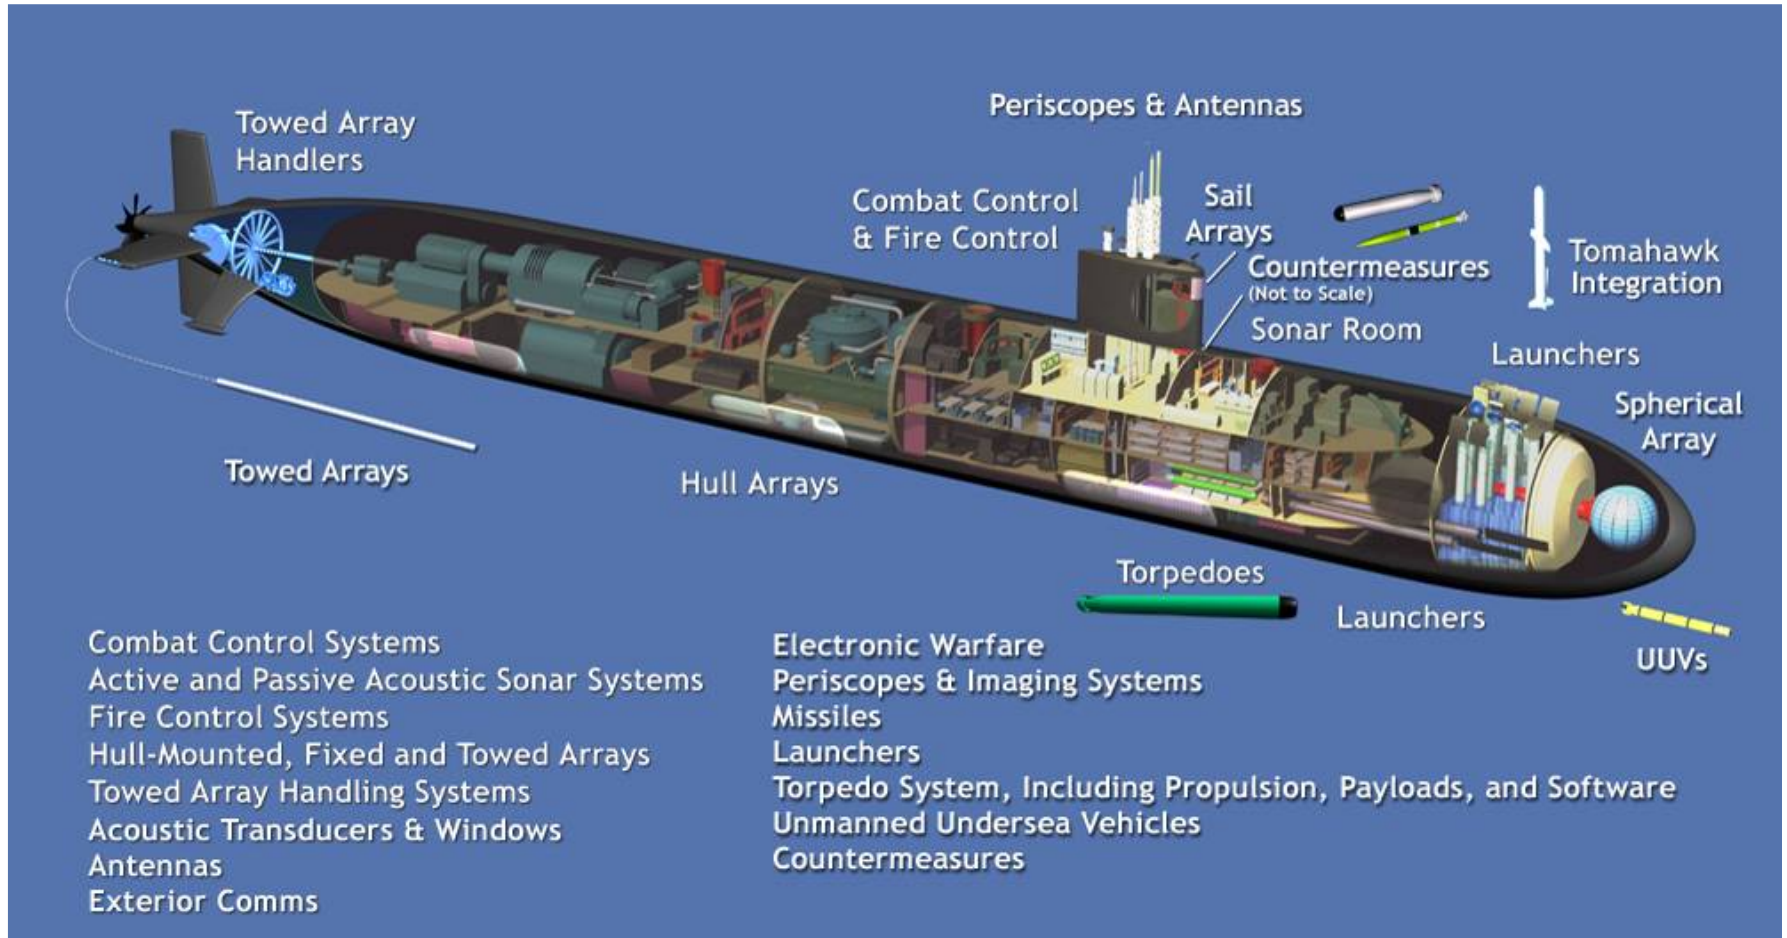 Periscopes & Antennas
Towed Array
Handlers
Combat Control
& Fire Control
Sail
Arrays
Countermeasures
(Not to Scale)
Sonar Room
Tomahawk
Integration
Launchers
Spherical
Array
Towed Arrays
Hull Arrays
Torpedoes
Launchers
UUVs
Combat Control Systems
Active and Passive Acoustic Sonar Systems
Fire Control Systems
Hull-Mounted, Fixed and Towed Arrays
Towed Array Handling Systems
Acoustic Transducers & Windows
Antennas
Exterior Comms
Electronic Warfare
Periscopes & Imaging Systems
Missiles
Launchers
Torpedo System, Including Propulsion, Payloads, and Software
Unmanned Undersea Vehicles
Countermeasures